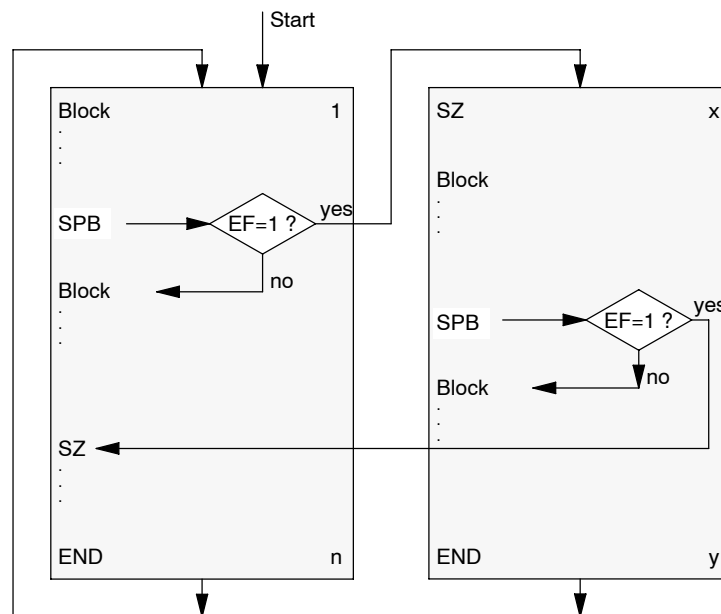 Start
Block 1
.
.
.
SPB EF=1 ? yes
no
Block
.
.
.
SZ
.
.
.
END n
SZ x
Block
.
.
.
SPB EF=1 ? yes
no
Block
.
.
.
END y